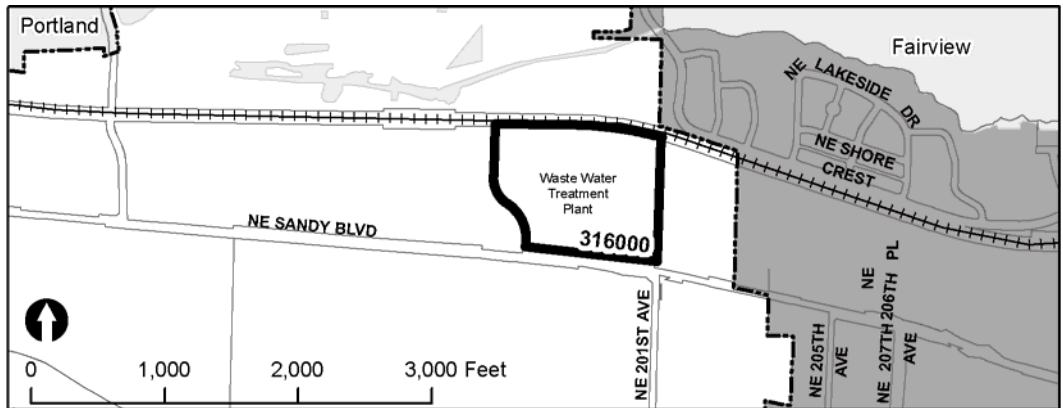 Portland
Fairview
NE LAKESIDE DR
NE SHORE
CREST
Waste Water
Treatment
Plant
316000
NE SANDY BLVD
NE 201ST AVE
NE 205TH
AVE
NE 206TH PL
NE 207TH
AVE
0 1,000 2,000 3,000 Feet